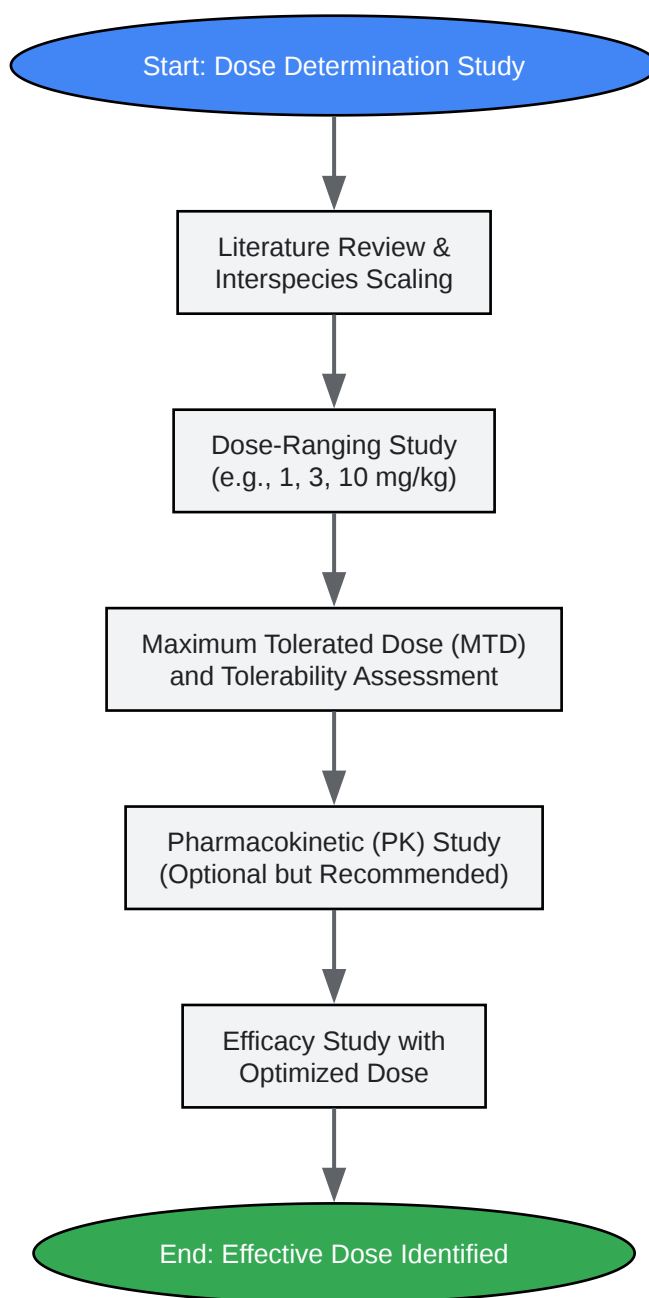 Start: Dose Determination Study
Literature Review &
Interspecies Scaling
Dose-Ranging Study
(e.g., 1, 3, 10 mg/kg)
Maximum Tolerated Dose (MTD)
and Tolerability Assessment
Pharmacokinetic (PK) Study
(Optional but Recommended)
Efficacy Study with
Optimized Dose
End: Effective Dose Identified